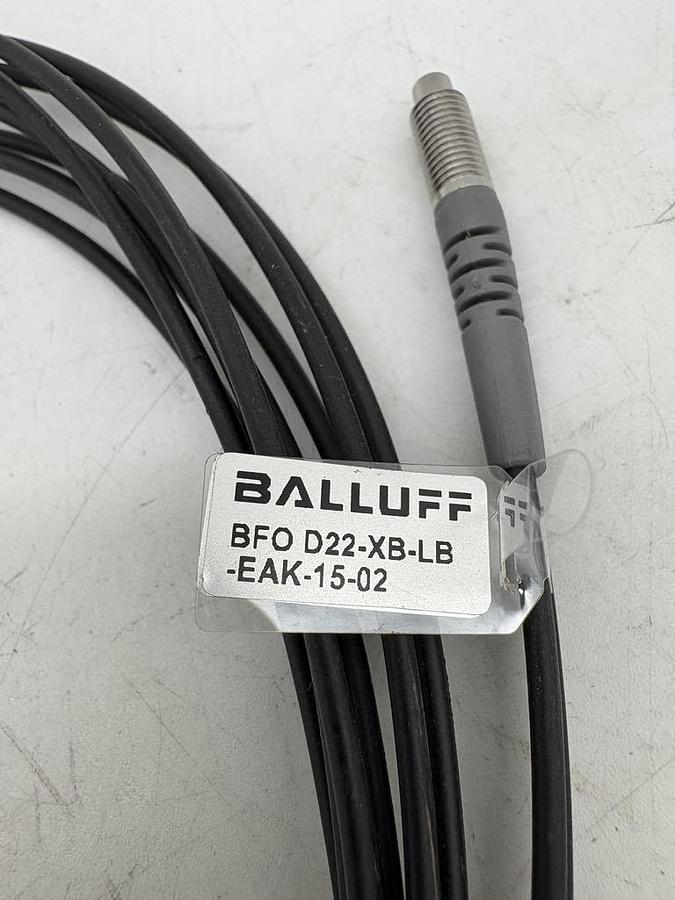 BALLUFF
BFO D22-XB-LB
-EAK-15-02